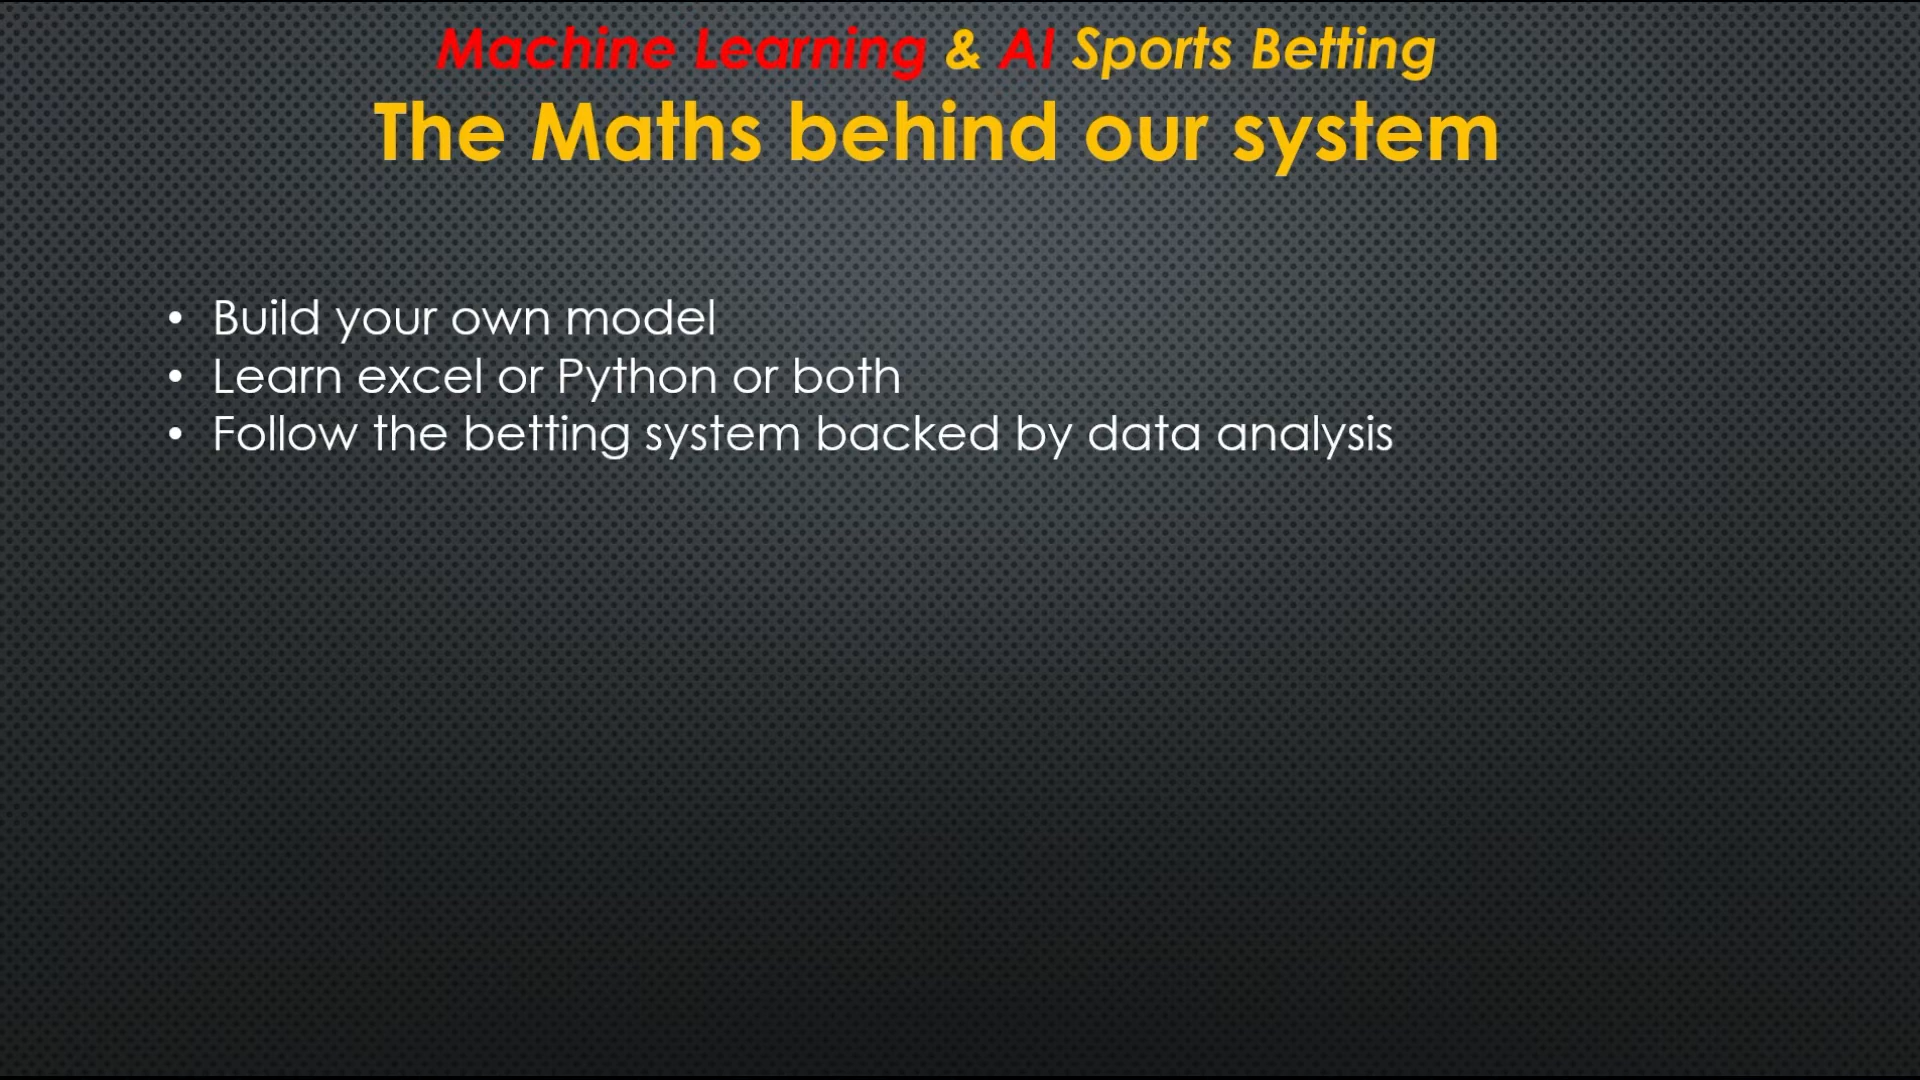 Machine Learning & AI Sports Betting
The Maths behind our system
• Build your own model
• Learn excel or Python or both
• Follow the betting system backed by data analysis